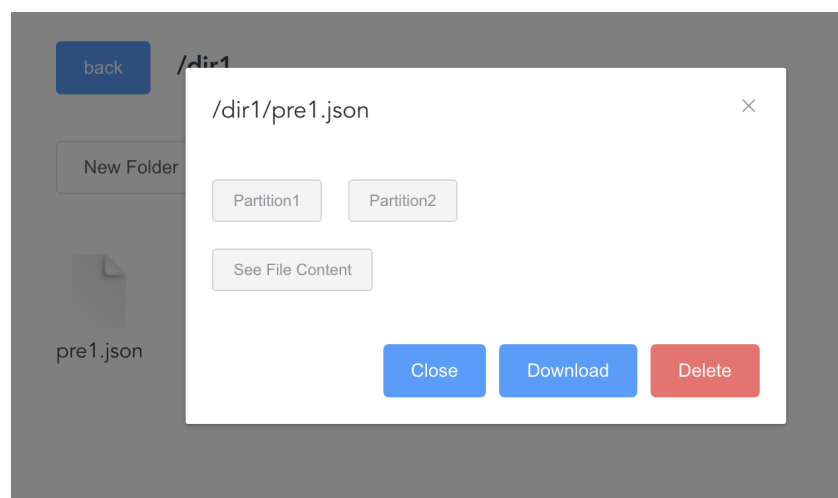 back
/dir1
/dir1/pre1.json
New Folder
Partition1 Partition2
See File Content
pre1.json
Close Download Delete